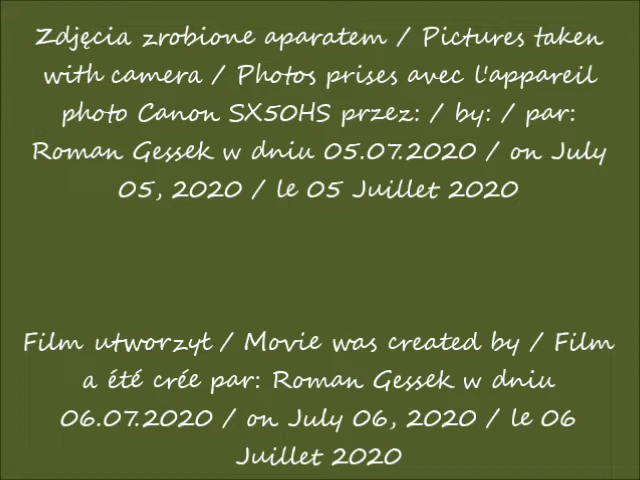 Zdjęcia zrobione aparatem / Pictures taken
with camera / Photos prises avec l'appareil
photo Canon SX50HS przez: / by: / par:
Roman Gessek w dniu 05.07.2020 / on July
05, 2020 / le 05 Juillet 2020
Film utworzył / Movie was created by / Film
a été crée par: Roman Gessek w dniu
06.07.2020 / on July 06, 2020 / le 06
Juillet 2020